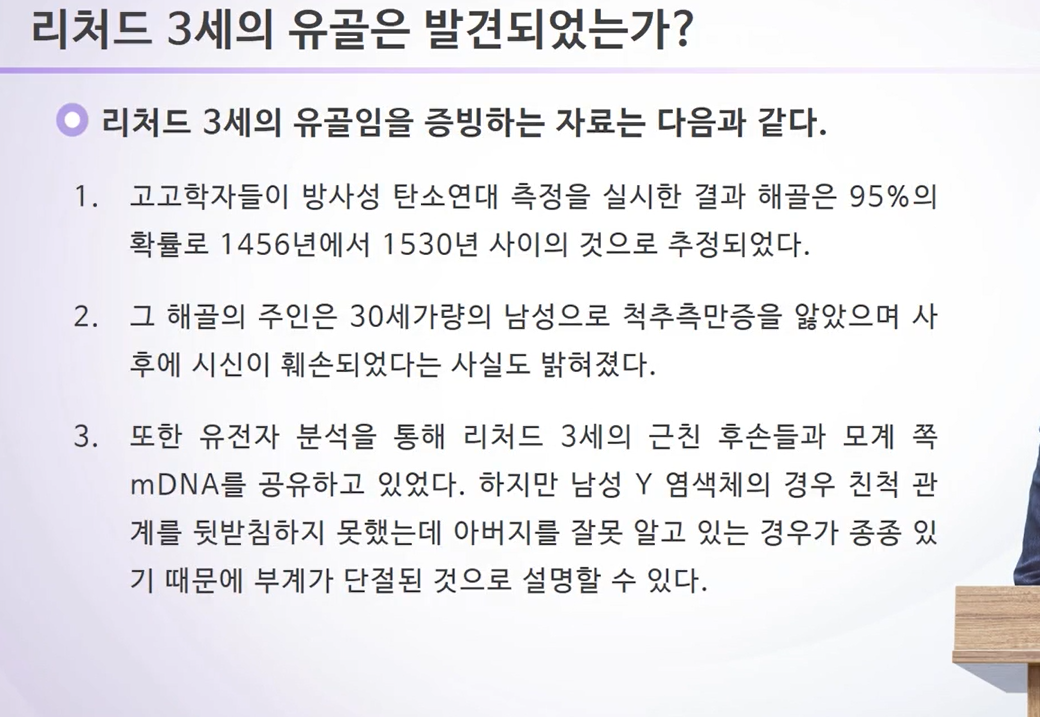 리처드 3세의 유골은 발견되었는가?
리처드 3세의 유골임을 증빙하는 자료는 다음과 같다.
1. 고고학자들이 방사성 탄소연대 측정을 실시한 결과 해골은 95%의
확률로 1456년에서 1530년 사이의 것으로 추정되었다.
2. 그 해골의 주인은 30세가량의 남성으로 척추측만증을 앓았으며 사
후에 시신이 훼손되었다는 사실도 밝혀졌다.
3. 또한 유전자 분석을 통해 리처드 3세의 근친 후손들과 모계 쪽
mDNA를 공유하고 있었다. 하지만 남성 Y 염색체의 경우 친척 관
계를 뒷받침하지 못했는데 아버지를 잘못 알고 있는 경우가 종종 있
기 때문에 부계가 단절된 것으로 설명할 수 있다.